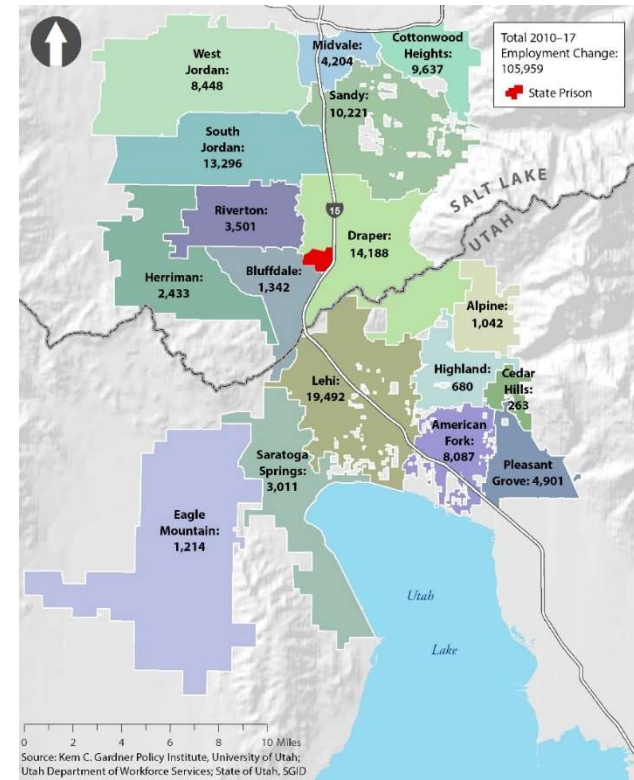 Total 2010–17
Employment Change:
105,959
State Prison
West
Jordan:
8,448
Midvale:
4,204
Cottonwood
Heights:
9,637
Sandy:
10,221
South
Jordan:
13,296
SALT LAKE
UTAH
15
Riverton:
3,501
Draper:
14,188
Herriman:
2,433
Bluffdale:
1,342
Alpine:
1,042
Lehi:
19,492
Highland:
680
Cedar
Hills:
263
American
Fork:
8,087
Pleasant
Grove: 4,901
Saratoga
Springs:
3,011
Eagle
Mountain:
1,214
Utah
Lake
0 2 4 6 8 10 Miles
Source: Kem C. Gardner Policy Institute, University of Utah;
Utah Department of Workforce Services; State of Utah, SGID